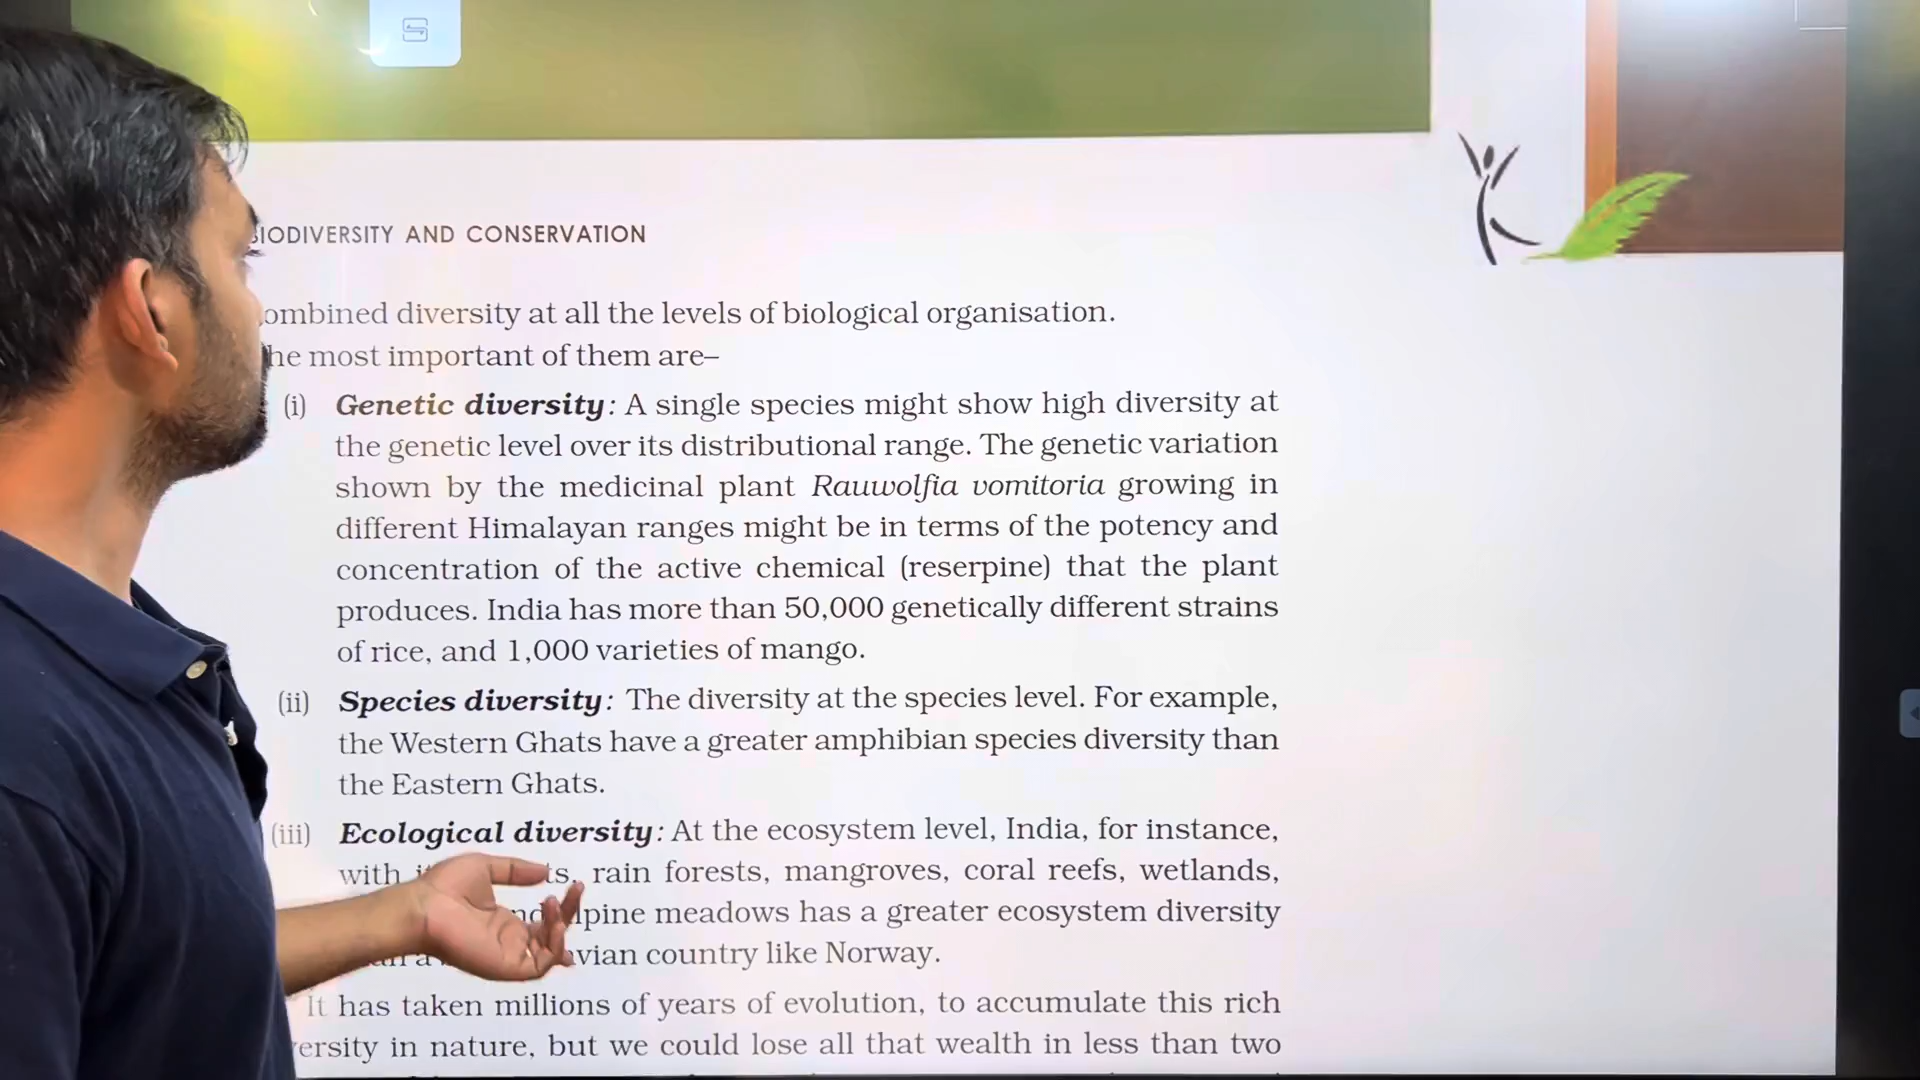 BIODIVERSITY AND CONSERVATION
ombined diversity at all the levels of biological organisation.
he most important of them are–
(i) Genetic diversity: A single species might show high diversity at
the genetic level over its distributional range. The genetic variation
shown by the medicinal plant Rauwolfia vomitoria growing in
different Himalayan ranges might be in terms of the potency and
concentration of the active chemical (reserpine) that the plant
produces. India has more than 50,000 genetically different strains
of rice, and 1,000 varieties of mango.
(ii) Species diversity: The diversity at the species level. For example,
the Western Ghats have a greater amphibian species diversity than
the Eastern Ghats.
(iii) Ecological diversity: At the ecosystem level, India, for instance,
with rain forests, mangroves, coral reefs, wetlands,
lpine meadows has a greater ecosystem diversity
avian country like Norway.
It has taken millions of years of evolution, to accumulate this rich
ersity in nature, but we could lose all that wealth in less than two